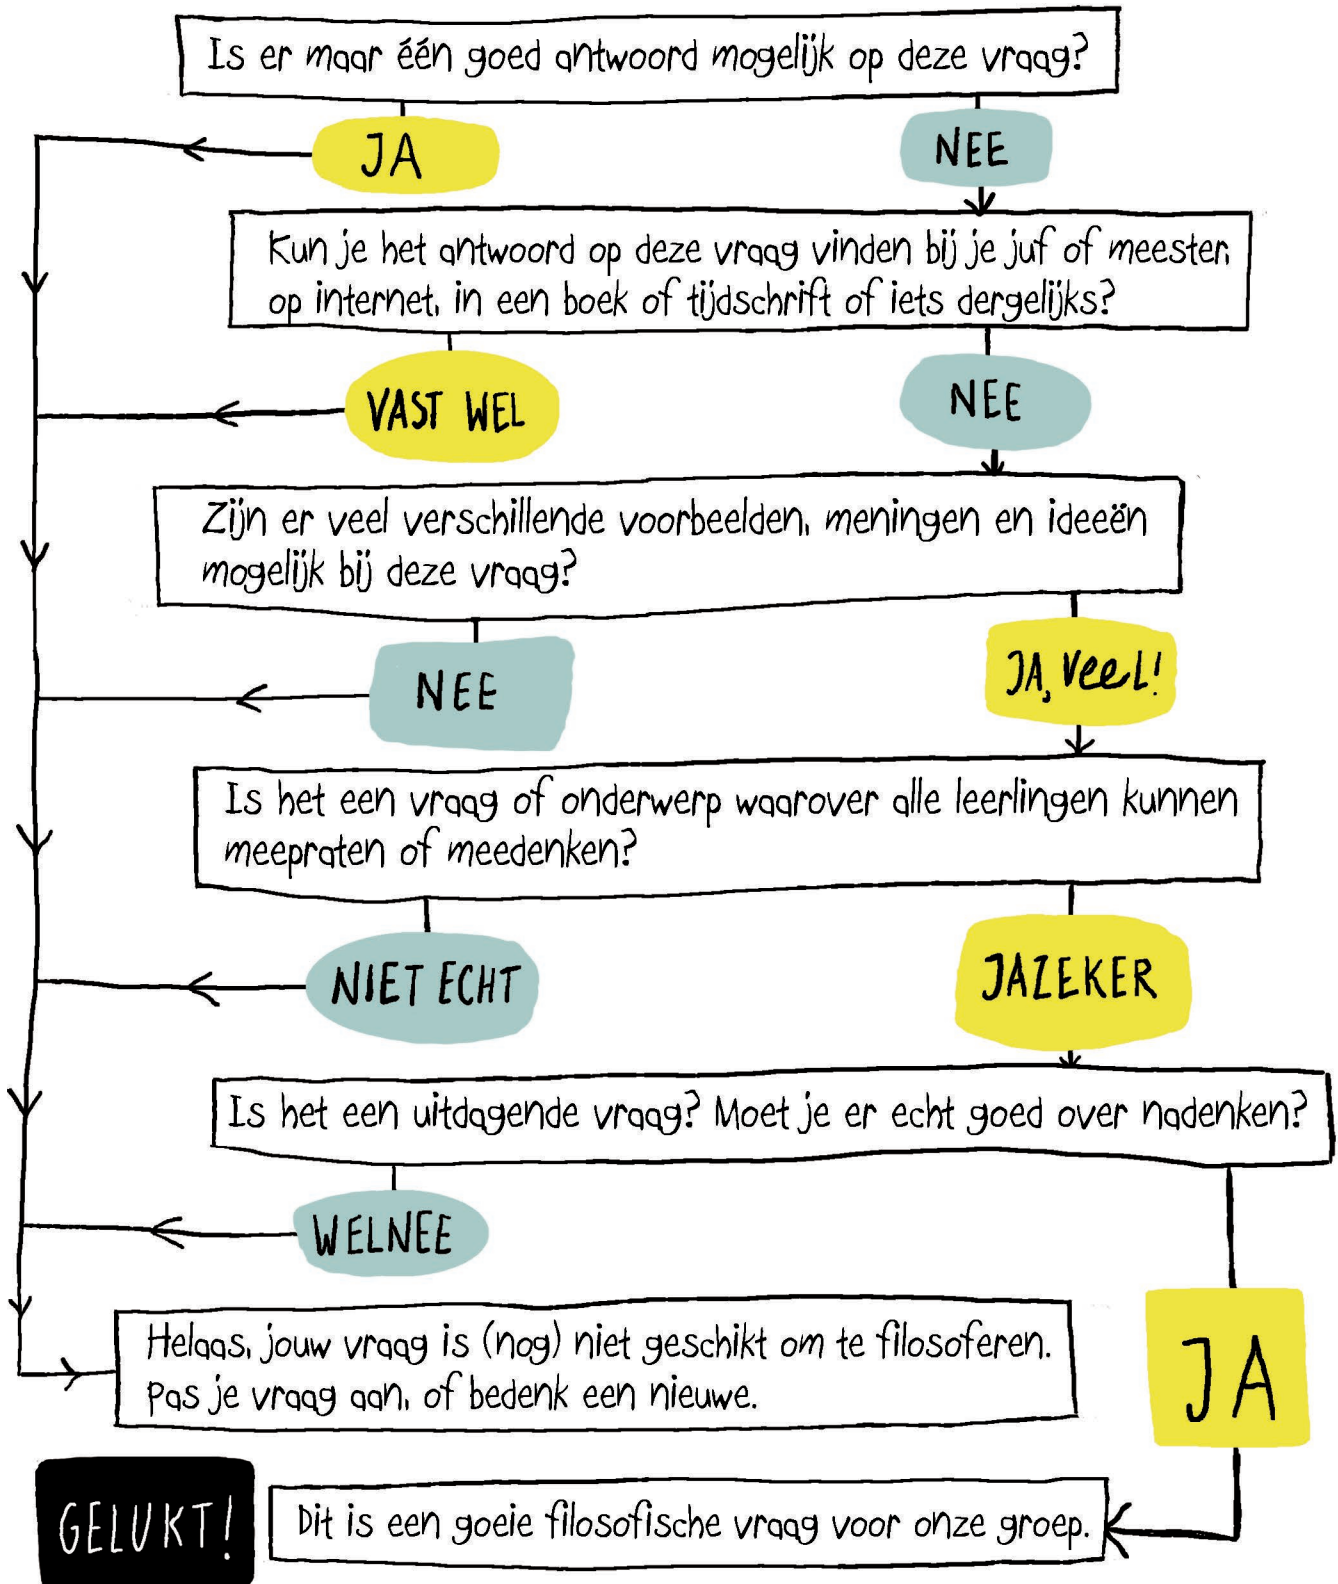 Is er maar één goed antwoord mogelijk op deze vraag?
JA
NEE
Kun je het antwoord op deze vraag vinden bij je juf of meester,
op internet, in een boek of tijdschrift of iets dergelijks?
VAST WEL
NEE
Zijn er veel verschillende voorbeelden, meningen en ideeën
mogelijk bij deze vraag?
NEE
JA, veel!
Is het een vraag of onderwerp waarover alle leerlingen kunnen
meepraten of meedenken?
NIET ECHT
JAZEKER
Is het een uitdagende vraag? Moet je er echt goed over nadenken?
WELNEE
JA
Helaas, jouw vraag is (nog) niet geschikt om te filosoferen.
Pas je vraag aan, of bedenk een nieuwe.
GELUKT!
Dit is een goeie filosofische vraag voor onze groep.